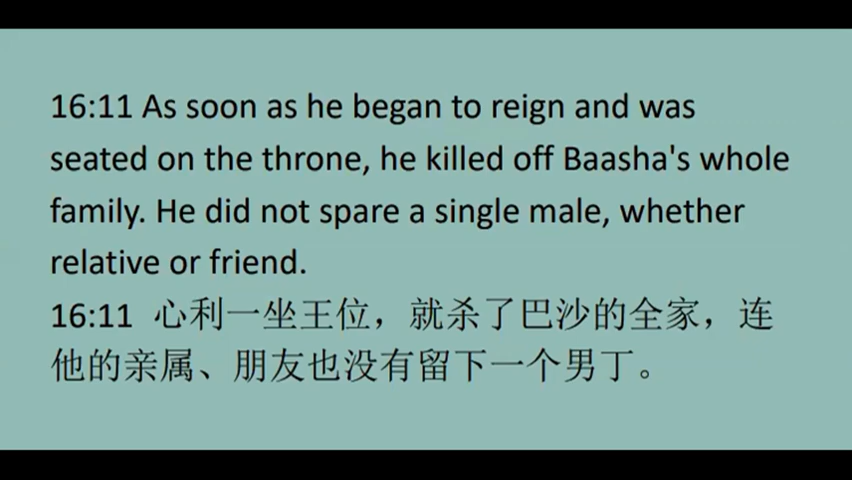 16:11 As soon as he began to reign and was
seated on the throne, he killed off Baasha's whole
family. He did not spare a single male, whether
relative or friend.
16:11 心利一坐王位，就杀了巴沙的全家，连
他的亲属、朋友也没有留下一个男丁。